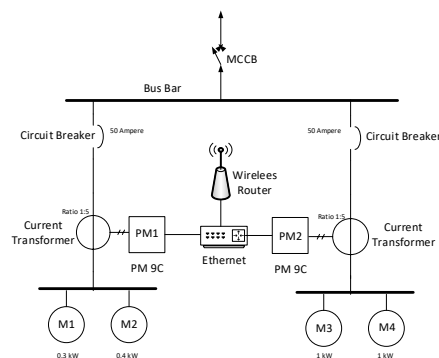 MCCB
Bus Bar
Circuit Breaker
50 Ampere
50 Ampere
Circuit Breaker
Wirelees
Router
Ratio 1:5
Ratio 1:5
Current
Transformer
PM1
PM2
Current
Transformer
PM 9C
Ethernet
PM 9C
M1
M2
M3
M4
0.3 kW
0.4 kW
1 kW
1 kW